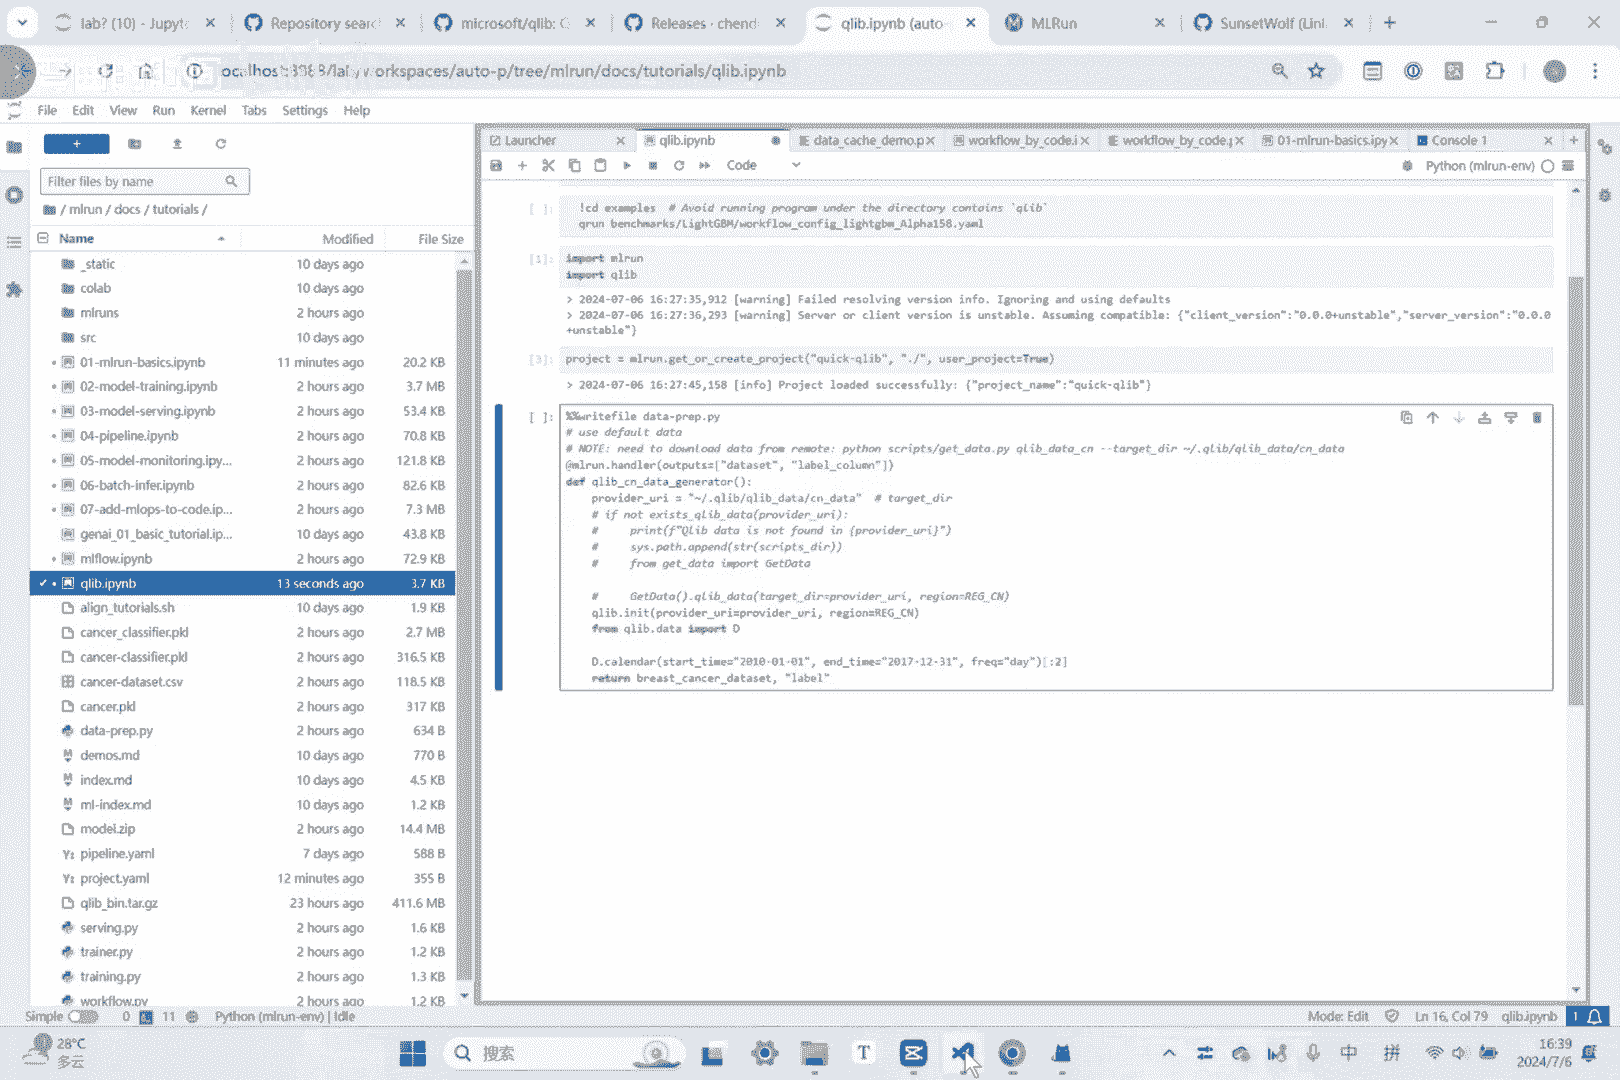 lab? (10) - Jupyt
Repository search
microsoft/qlib: C
Releases · chend
qlib.ipynb (auto-
MLRun
SunsetWolf (Linl
/workspaces/auto-p/tree/mlrun/docs/tutorials/qlib.ipynb
File Edit View Run Kernel Tabs Settings Help
Launcher
qlib.ipynb
data_cache_demo.p
workflow_by_code.i
workflow_by_code.
01-mlrun-basics.ipy
Console 1
Code
Python (mlrun-env)
Filter files by name
/ mlrun / docs / tutorials /
Name Modified File Size
_static 10 days ago
colab 10 days ago
mlruns 2 hours ago
src 10 days ago
01-mlrun-basics.ipynb 11 minutes ago 20.2 KB
02-model-training.ipynb 2 hours ago 3.7 MB
03-model-serving.ipynb 2 hours ago 53.4 KB
04-pipeline.ipynb 2 hours ago 70.8 KB
05-model-monitoring.ipy... 2 hours ago 121.8 KB
06-batch-infer.ipynb 2 hours ago 82.6 KB
07-add-mlops-to-code.ip... 2 hours ago 7.3 MB
genai_01_basic_tutorial.ip... 10 days ago 43.8 KB
mlflow.ipynb 2 hours ago 72.9 KB
qlib.ipynb 13 seconds ago 3.7 KB
align_tutorials.sh 10 days ago 1.9 KB
cancer_classifier.pkl 2 hours ago 2.7 MB
cancer-classifier.pkl 2 hours ago 316.5 KB
cancer-dataset.csv 2 hours ago 118.5 KB
cancer.pkl 2 hours ago 317 KB
data-prep.py 2 hours ago 634 B
demos.md 10 days ago 770 B
index.md 10 days ago 4.5 KB
ml-index.md 10 days ago 1.2 KB
model.zip 2 hours ago 14.4 MB
pipeline.yaml 7 days ago 588 B
project.yaml 12 minutes ago 355 B
qlib_bin.tar.gz 23 hours ago 411.6 MB
serving.py 2 hours ago 1.6 KB
trainer.py 2 hours ago 1.2 KB
training.py 2 hours ago 1.3 KB
workflow.py 2 hours ago 1.2 KB
[ ]: !cd examples # Avoid running program under the directory contains `qlib`
qrun benchmarks/LightGBM/workflow_config_lightgbm_Alpha158.yaml
[1]: import mlrun
import qlib
> 2024-07-06 16:27:35,912 [warning] Failed resolving version info. Ignoring and using defaults
> 2024-07-06 16:27:36,293 [warning] Server or client version is unstable. Assuming compatible: {"client_version":"0.0.0+unstable","server_version":"0.0.0
+unstable"}
[3]: project = mlrun.get_or_create_project("quick-qlib", "./", user_project=True)
> 2024-07-06 16:27:45,158 [info] Project loaded successfully: {"project_name":"quick-qlib"}
[ ]: %%writefile data-prep.py
# use default data
# NOTE: need to download data from remote: python scripts/get_data.py qlib_data_cn --target_dir ~/.qlib/qlib_data/cn_data
@mlrun.handler(outputs=["dataset", "label_column"])
def qlib_cn_data_generator():
provider_uri = "~/.qlib/qlib_data/cn_data" # target_dir
# if not exists_qlib_data(provider_uri):
# print(f"Qlib data is not found in {provider_uri}")
# sys.path.append(str(scripts_dir))
# from get_data import GetData
# GetData().qlib_data(target_dir=provider_uri, region=REG_CN)
qlib.init(provider_uri=provider_uri, region=REG_CN)
from qlib.data import D
D.calendar(start_time="2010-01-01", end_time="2017-12-31", freq="day")[:2]
return breast_cancer_dataset, "label"
Simple 0 11 Python (mlrun-env) | Idle
Mode: Edit Ln 16, Col 79 qlib.ipynb 1
28°C
多云
搜索
中 拼
16:39
2024/7/6